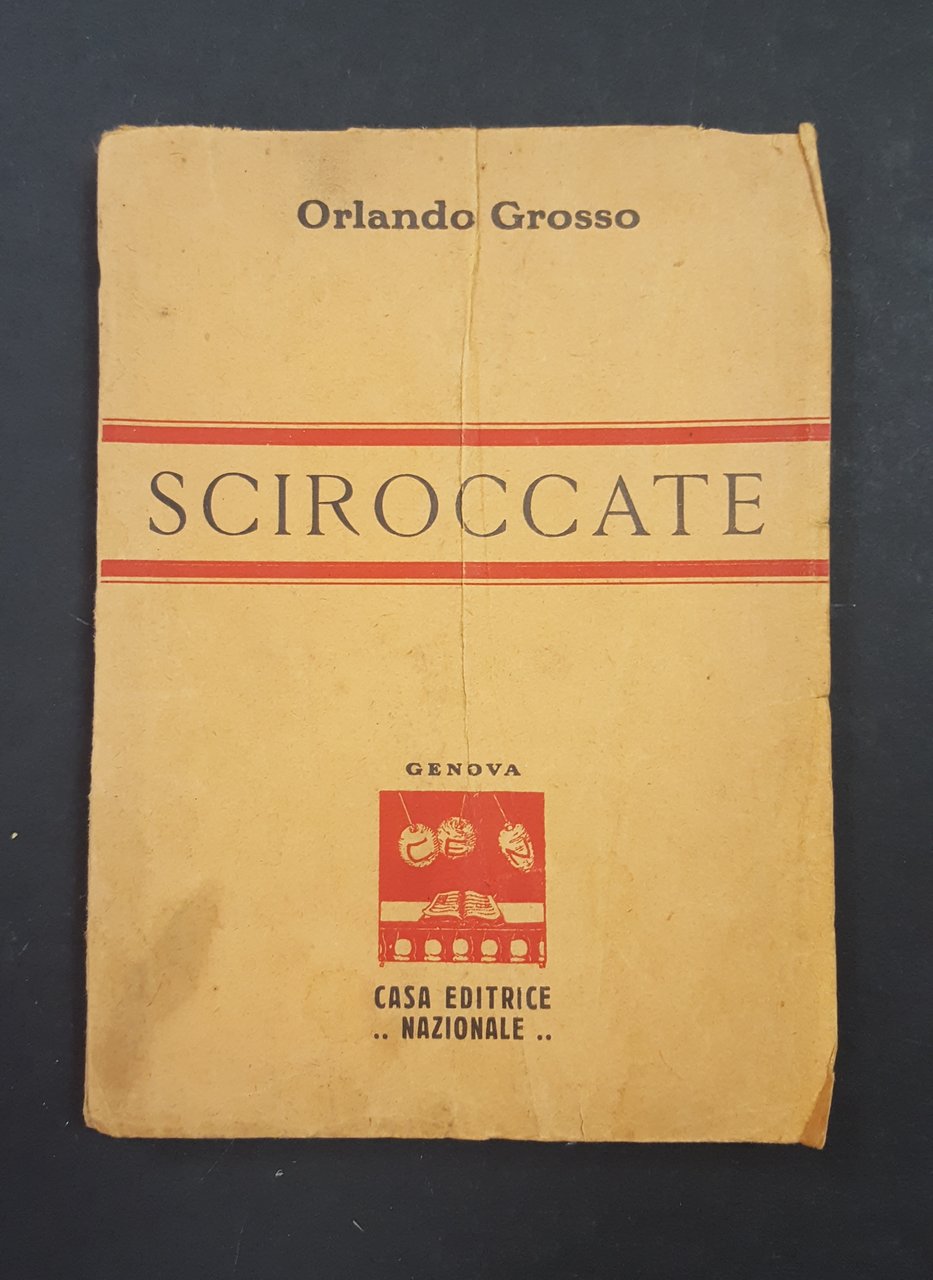 Orlando Grosso
SCIROCCATE
GENOVA
C E N
CASA EDITRICE
.. NAZIONALE ..